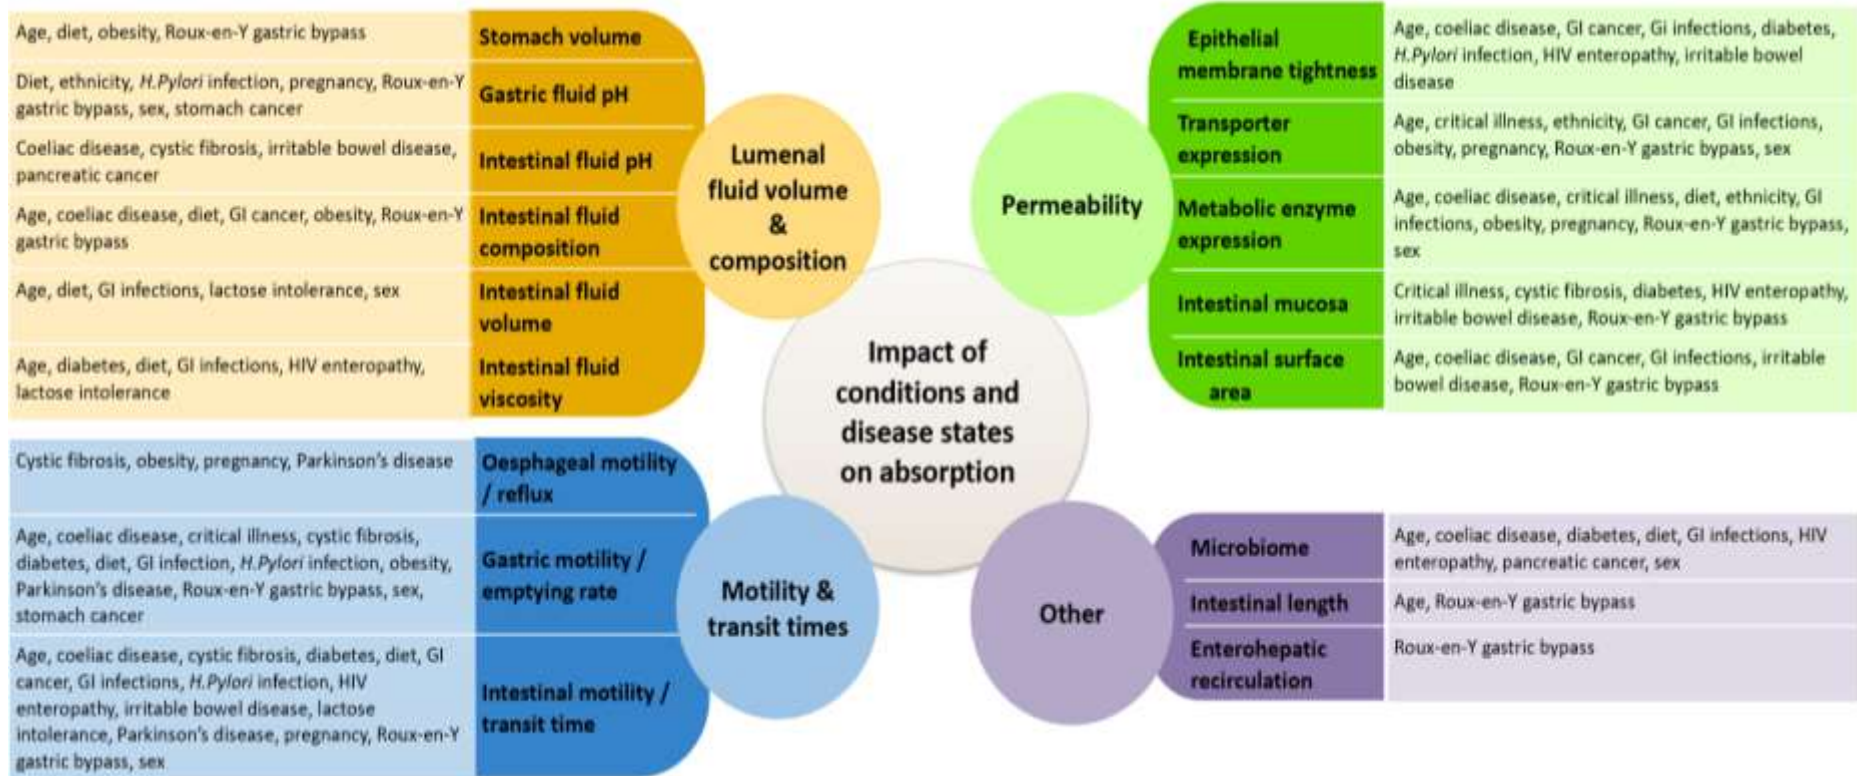 Age, diet, obesity, Roux-en-Y gastric bypass
Stomach volume
Diet, ethnicity, H.Pylori infection, pregnancy, Roux-en-Y
gastric bypass, sex, stomach cancer
Gastric fluid pH
Coeliac disease, cystic fibrosis, irritable bowel disease,
pancreatic cancer
Intestinal fluid pH
Age, coeliac disease, diet, GI cancer, obesity, Roux-en-Y
gastric bypass
Intestinal fluid
composition
Age, diet, GI infections, lactose intolerance, sex
Intestinal fluid
volume
Age, diabetes, diet, GI infections, HIV enteropathy,
lactose intolerance
Intestinal fluid
viscosity
Lumenal
fluid volume
&
composition
Cystic fibrosis, obesity, pregnancy, Parkinson's disease
Oesphageal motility
/ reflux
Age, coeliac disease, critical illness, cystic fibrosis,
diabetes, diet, GI infection, H.Pylori infection, obesity,
Parkinson's disease, Roux-en-Y gastric bypass, sex,
stomach cancer
Gastric motility /
emptying rate
Age, coeliac disease, cystic fibrosis, diabetes, diet, GI
cancer, GI infections, H.Pylori infection, HIV
enteropathy, irritable bowel disease, lactose
intolerance, Parkinson's disease, pregnancy, Roux-en-Y
gastric bypass, sex
Intestinal motility /
transit time
Motility &
transit times
Impact of
conditions and
disease states
on absorption
Permeability
Epithelial
membrane tightness
Age, coeliac disease, GI cancer, Gi infections, diabetes,
H.Pylori infection, HIV enteropathy, irritable bowel
disease
Transporter
expression
Age, critical illness, ethnicity, GI cancer, GI infections,
obesity, pregnancy, Roux-en-Y gastric bypass, sex
Metabolic enzyme
expression
Age, coeliac disease, critical illness, diet, ethnicity, GI
infections, obesity, pregnancy, Roux-en-Y gastric bypass,
sex
Intestinal mucosa
Critical illness, cystic fibrosis, diabetes, HIV enteropathy,
irritable bowel disease, Roux-en-Y gastric bypass
Intestinal surface
area
Age, coeliac disease, GI cancer, GI infections, irritable
bowel disease, Roux-en-Y gastric bypass
Other
Microbiome
Age, coeliac disease, diabetes, diet, GI infections, HIV
enteropathy, pancreatic cancer, sex
Intestinal length
Age, Roux-en-Y gastric bypass
Enterohepatic
recirculation
Roux-en-Y gastric bypass